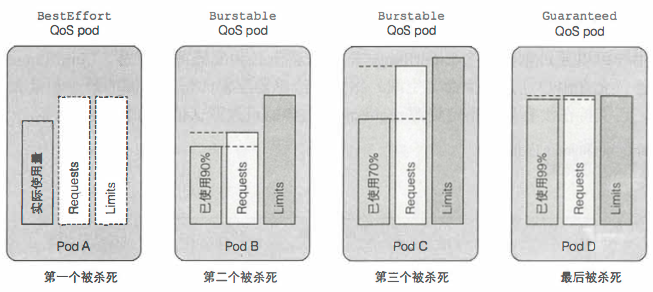 BestEffort
QoS pod
实际使用量
Requests
Limits
Pod A
第一个被杀死
Burstable
QoS pod
已使用90%
Requests
Limits
Pod B
第二个被杀死
Burstable
QoS pod
已使用70%
Requests
Limits
Pod C
第三个被杀死
Guaranteed
QoS pod
已使用99%
Requests
Limits
Pod D
最后被杀死